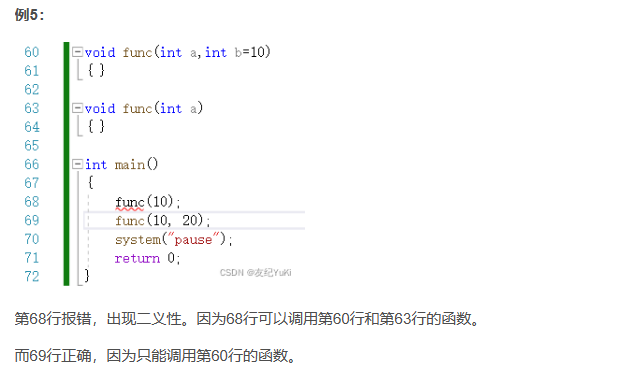 例5：
60 void func(int a,int b=10)
61 {}
62
63 void func(int a)
64 {}
65
66 int main()
67 {
68 func(10);
69 func(10, 20);
70 system("pause");
71 return 0;
72 }
CSDN @友纪YuKi
第68行报错，出现二义性。因为68行可以调用第60行和第63行的函数。
而69行正确，因为只能调用第60行的函数。